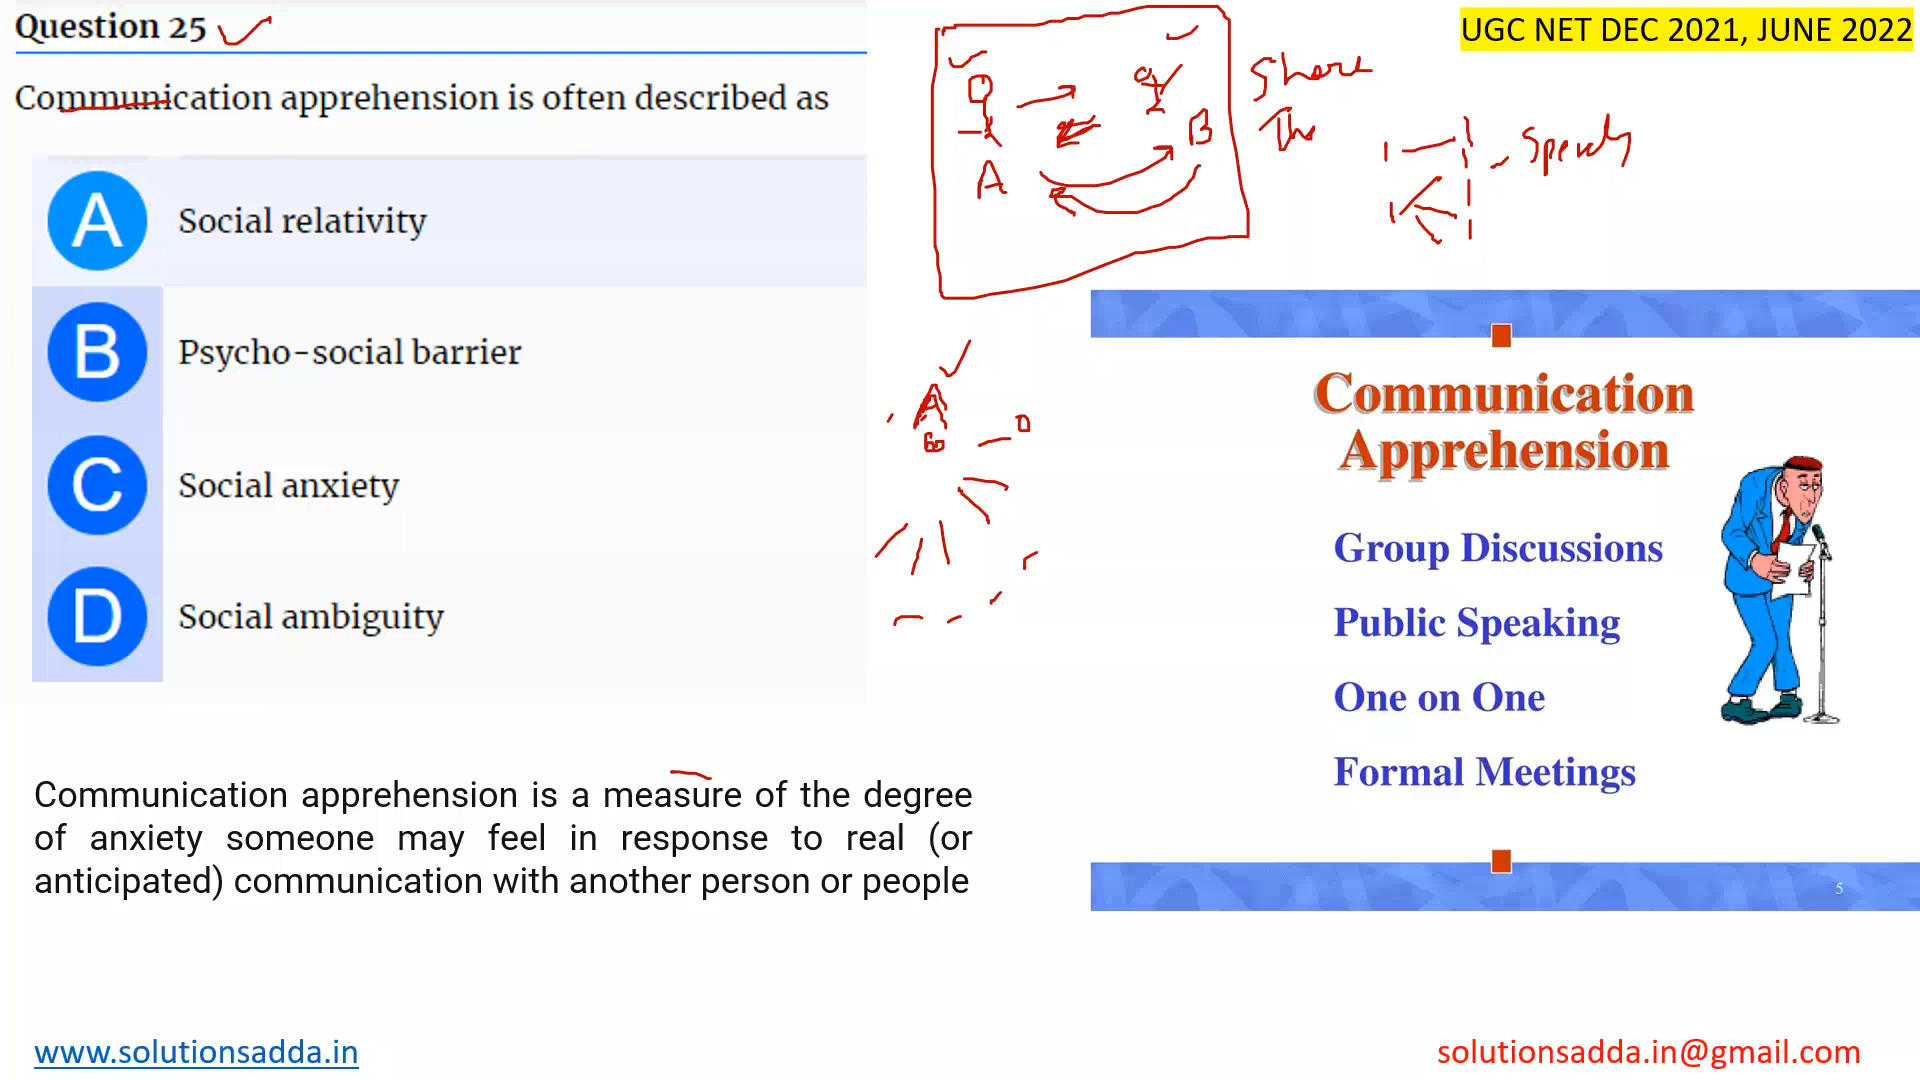 Question 25
UGC NET DEC 2021, JUNE 2022
Communication apprehension is often described as
A Social relativity
B Psycho-social barrier
C Social anxiety
D Social ambiguity
A
B
Share
The
A
Communication
Apprehension
Group Discussions
Public Speaking
One on One
Formal Meetings
5
Communication apprehension is a measure of the degree
of anxiety someone may feel in response to real (or
anticipated) communication with another person or people
www.solutionsadda.in
solutionsadda.in@gmail.com